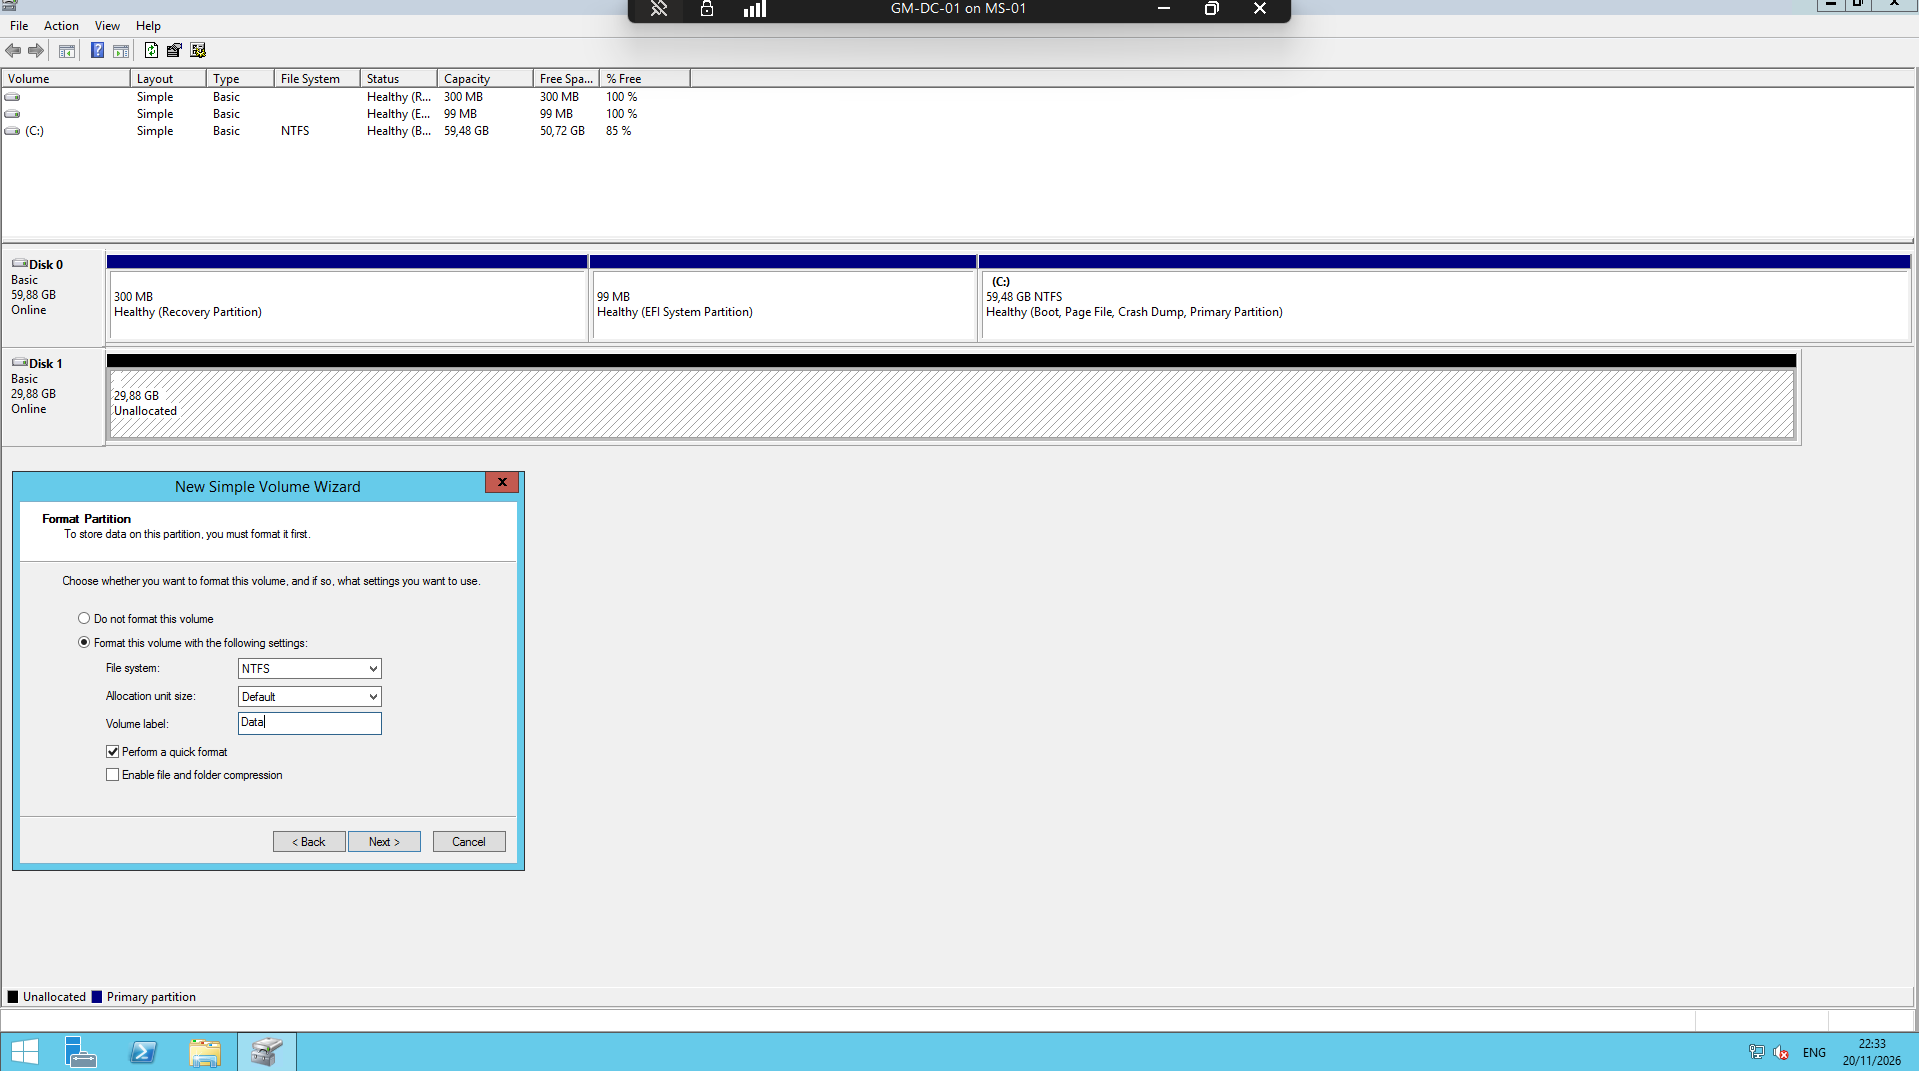 GM-DC-01 on MS-01
File Action View Help
Volume Layout Type File System Status Capacity Free Spa... % Free
Simple Basic Healthy (R... 300 MB 300 MB 100 %
Simple Basic Healthy (E... 99 MB 99 MB 100 %
(C:) Simple Basic NTFS Healthy (B... 59,48 GB 50,72 GB 85 %
Disk 0
Basic
59,88 GB
Online
300 MB
Healthy (Recovery Partition)
99 MB
Healthy (EFI System Partition)
(C:)
59,48 GB NTFS
Healthy (Boot, Page File, Crash Dump, Primary Partition)
Disk 1
Basic
29,88 GB
Online
29,88 GB
Unallocated
New Simple Volume Wizard
Format Partition
To store data on this partition, you must format it first.
Choose whether you want to format this volume, and if so, what settings you want to use.
Do not format this volume
Format this volume with the following settings:
File system: NTFS
Allocation unit size: Default
Volume label: Data
Perform a quick format
Enable file and folder compression
< Back Next > Cancel
Unallocated Primary partition
ENG
22:33
20/11/2026